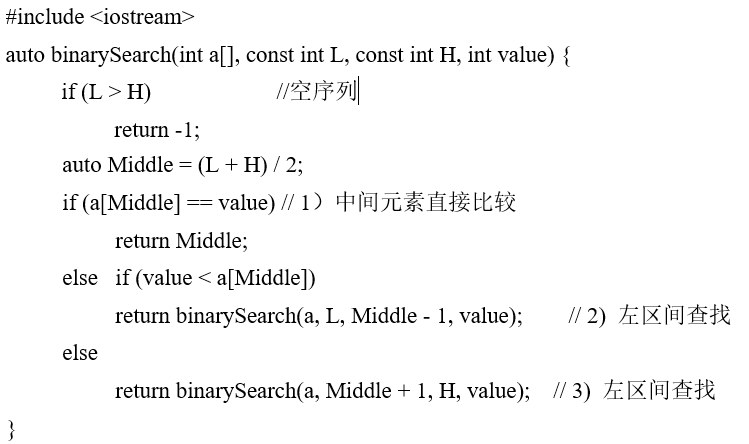 #include <iostream>
auto binarySearch(int a[], const int L, const int H, int value) {
if (L > H) //空序列
return -1;
auto Middle = (L + H) / 2;
if (a[Middle] == value) // 1）中间元素直接比较
return Middle;
else if (value < a[Middle])
return binarySearch(a, L, Middle - 1, value); // 2) 左区间查找
else
return binarySearch(a, Middle + 1, H, value); // 3) 左区间查找
}